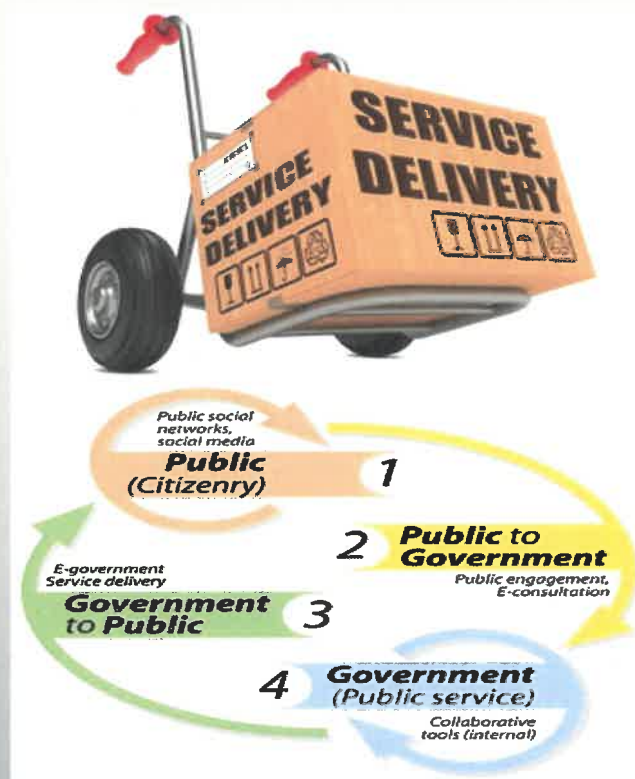 SERVICE
DELIVERY
SERVICE
DELIVERY
Public social
networks,
social media
Public
(Citizenry)
1
2
Public to
Government
Public engagement,
E-consultation
E-government
Service delivery
Government
to Public
3
4
Government
(Public service)
Collaborative
tools (internal)